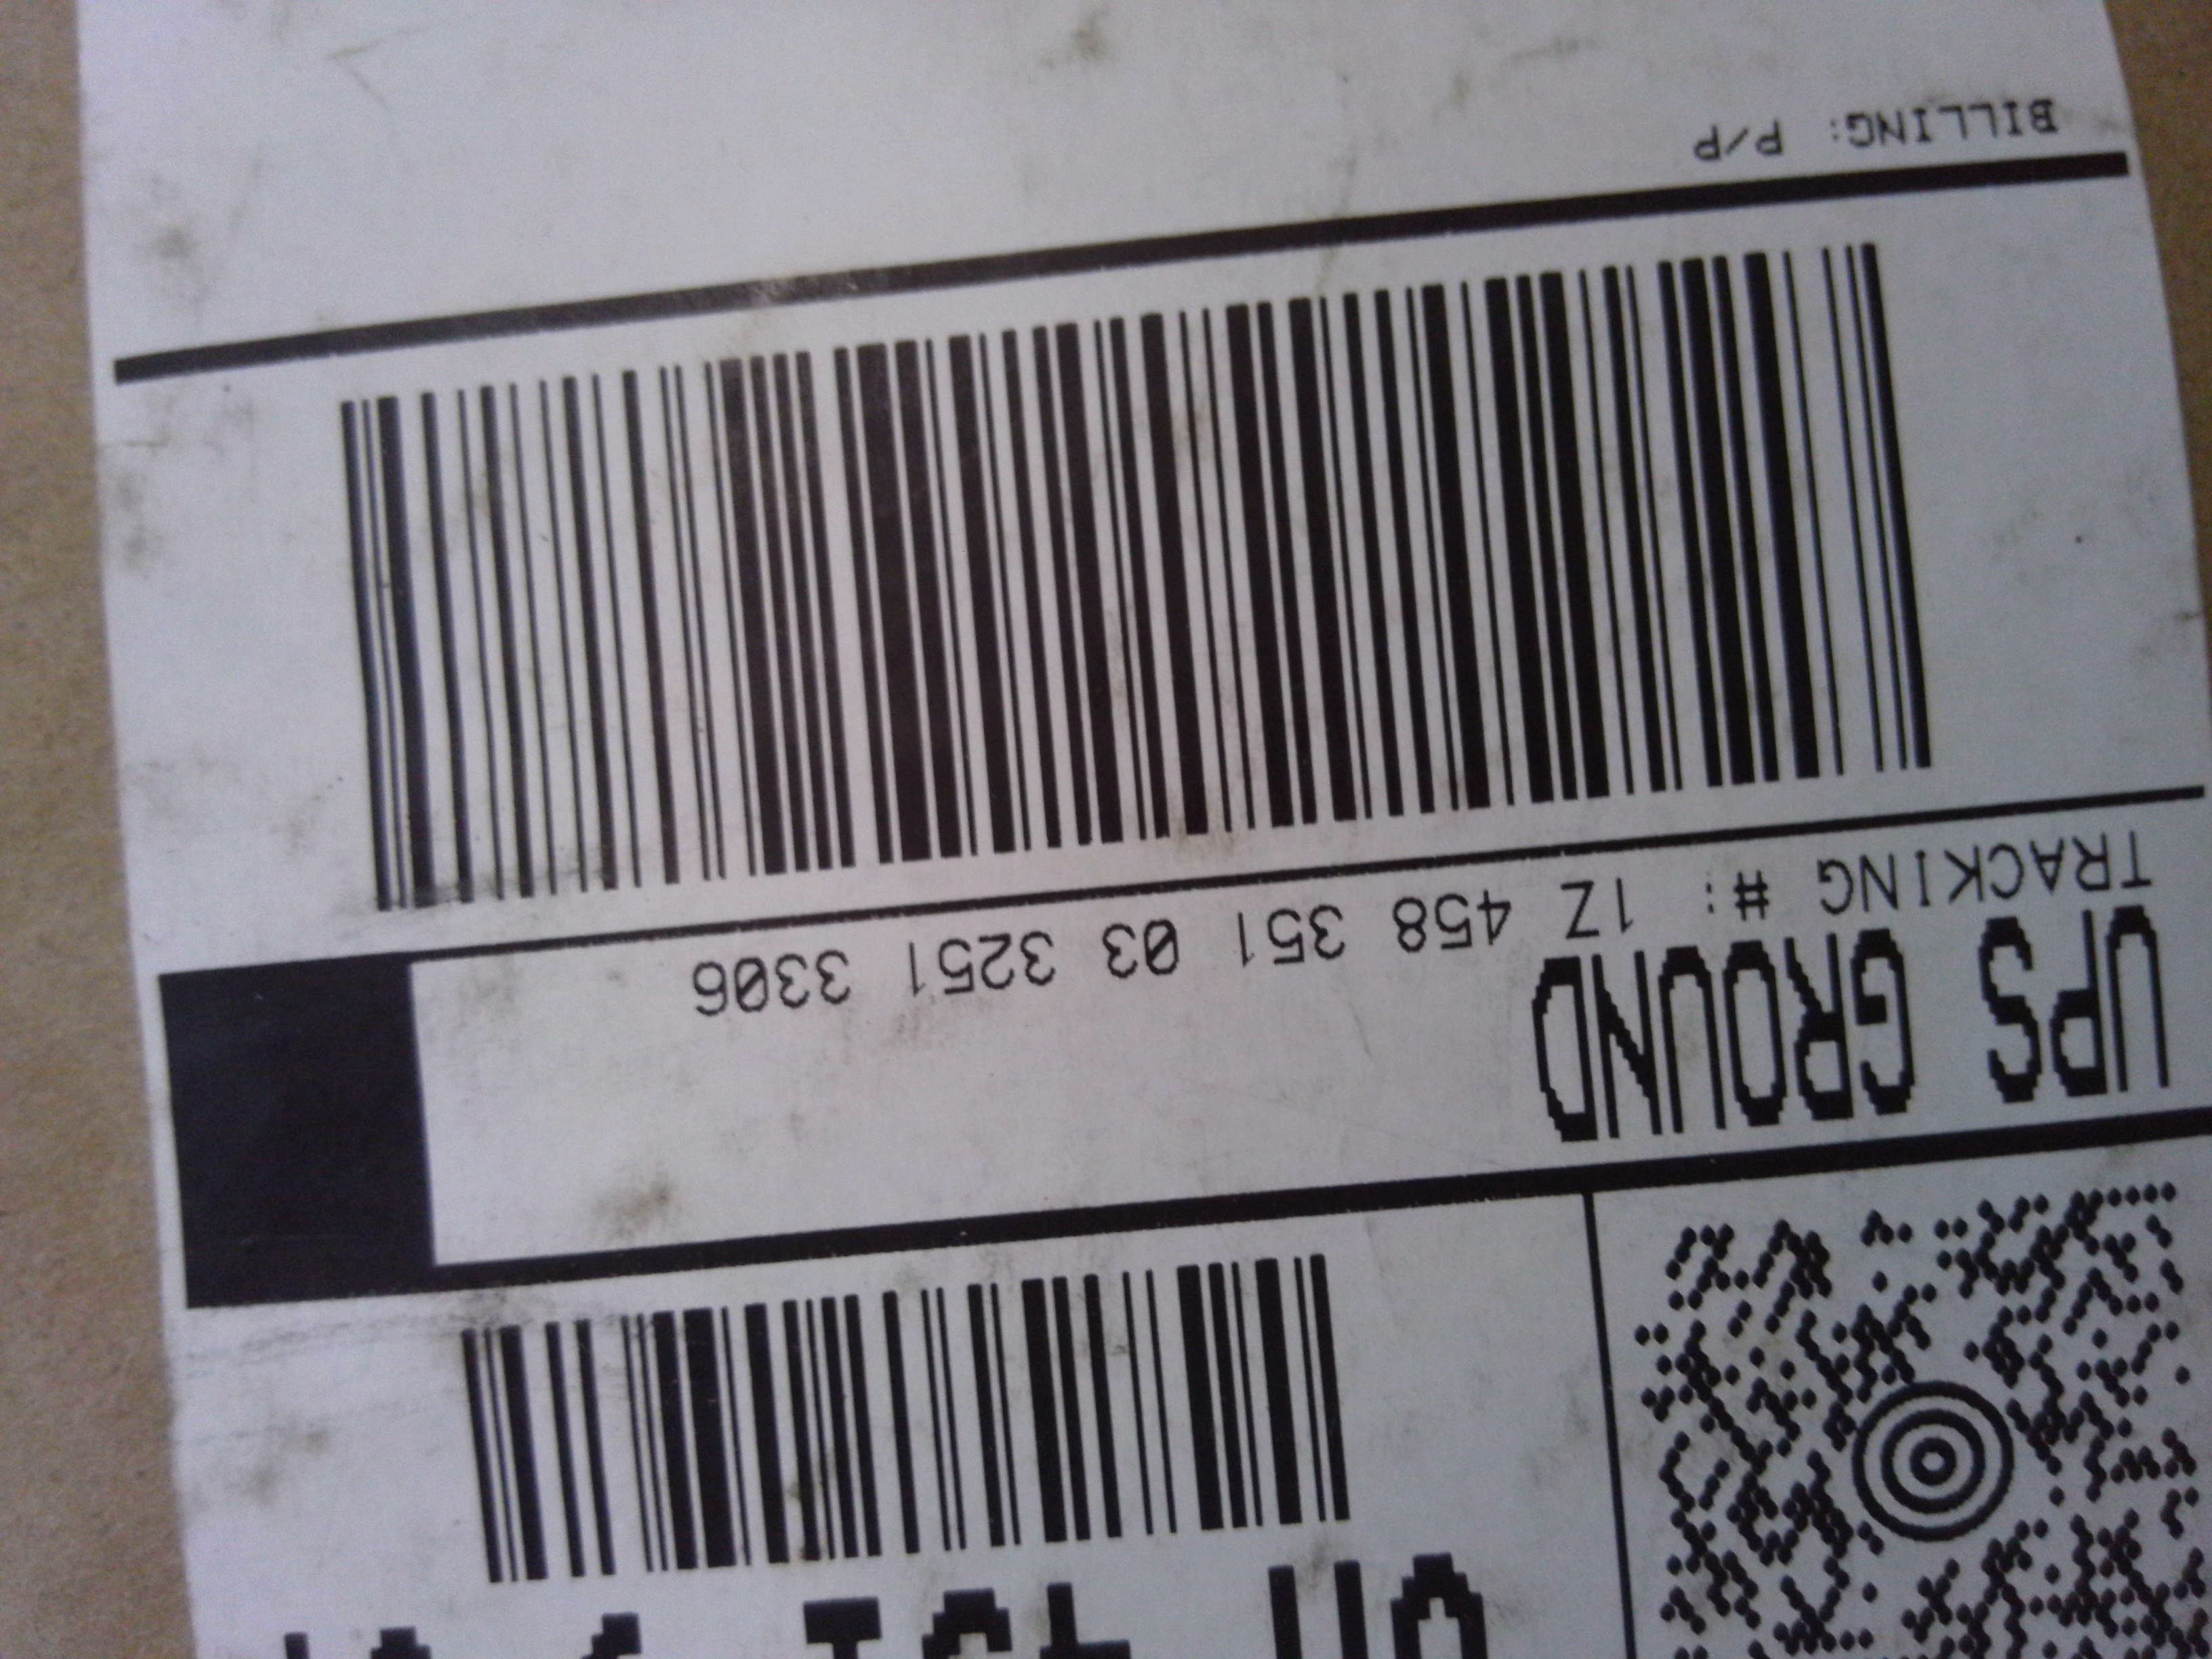 UPS GROUND
TRACKING #: 1Z 458 351 03 3251 3306
BILLING: P/P